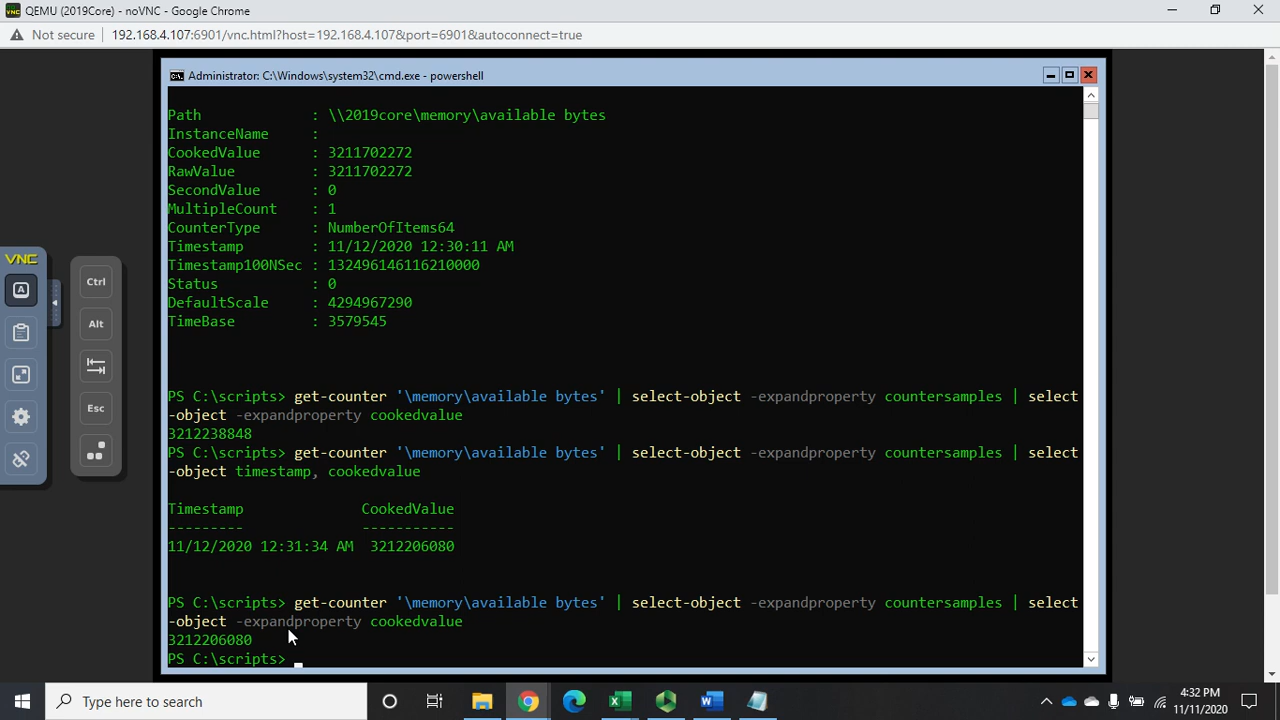 QEMU (2019Core) - noVNC - Google Chrome
Not secure 192.168.4.107:6901/vnc.html?host=192.168.4.107&port=6901&autoconnect=true
Administrator: C:\Windows\system32\cmd.exe - powershell
Path : \\2019core\memory\available bytes
InstanceName :
CookedValue : 3211702272
RawValue : 3211702272
SecondValue : 0
MultipleCount : 1
CounterType : NumberOfItems64
Timestamp : 11/12/2020 12:30:11 AM
Timestamp100NSec : 132496146116210000
Status : 0
DefaultScale : 4294967290
TimeBase : 3579545
PS C:\scripts> get-counter '\memory\available bytes' | select-object -expandproperty countersamples | select
-object -expandproperty cookedvalue
3212238848
PS C:\scripts> get-counter '\memory\available bytes' | select-object -expandproperty countersamples | select
-object timestamp, cookedvalue
Timestamp CookedValue
--------- -----------
11/12/2020 12:31:34 AM 3212206080
PS C:\scripts> get-counter '\memory\available bytes' | select-object -expandproperty countersamples | select
-object -expandproperty cookedvalue
3212206080
PS C:\scripts>
VNC
A
Ctrl
Alt
Esc
Type here to search
4:32 PM
11/11/2020